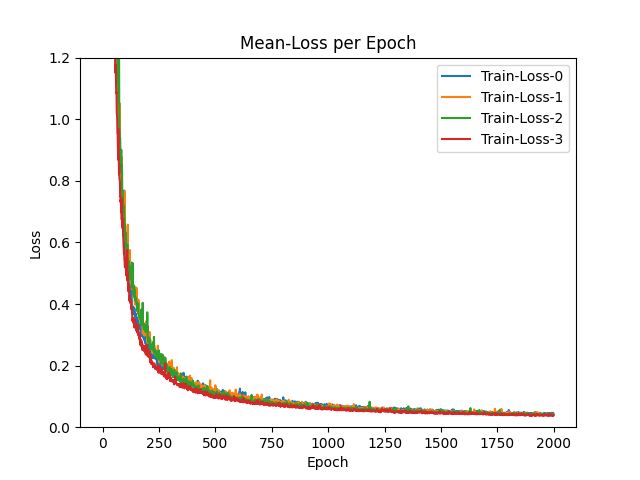 Mean-Loss per Epoch
1.2
1.0
0.8
0.6
0.4
0.2
0.0
Loss
Train-Loss-0
Train-Loss-1
Train-Loss-2
Train-Loss-3
0 250 500 750 1000 1250 1500 1750 2000
Epoch